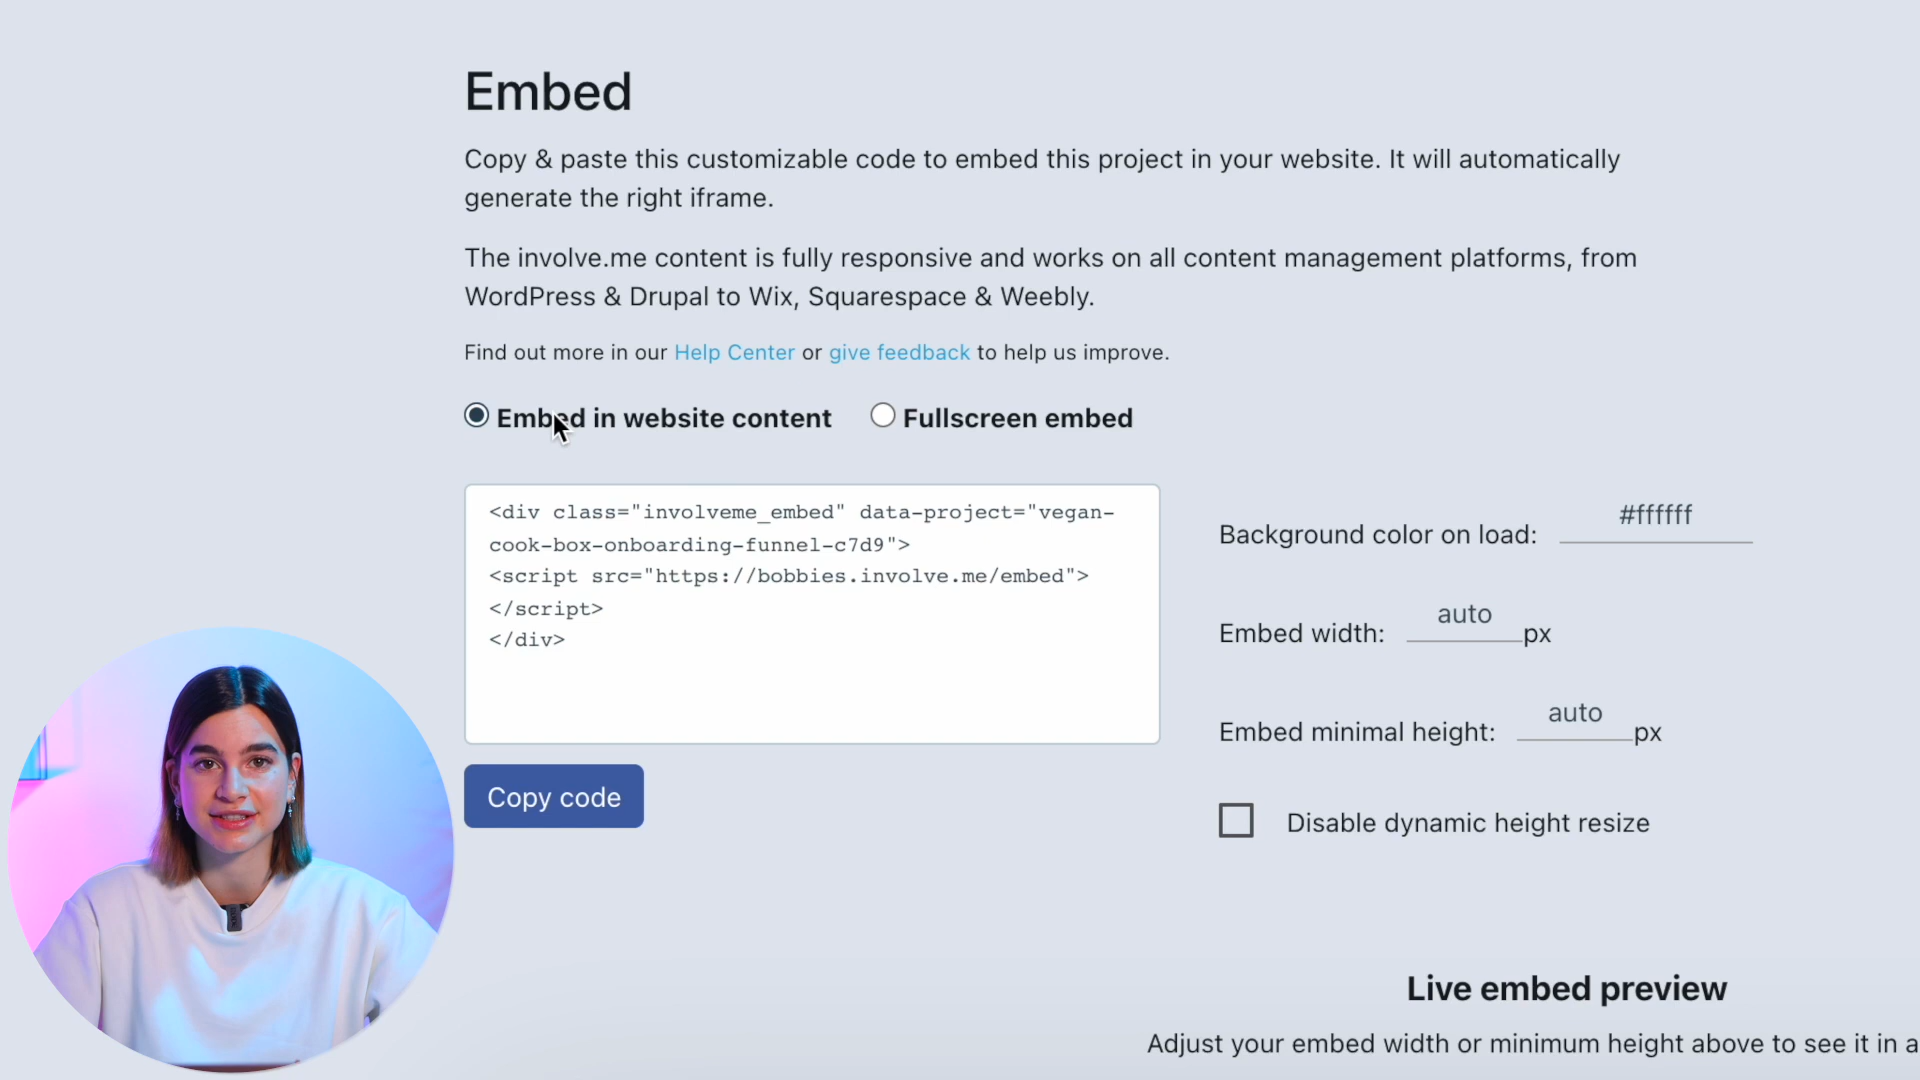 Embed
Copy & paste this customizable code to embed this project in your website. It will automatically
generate the right iframe.
The involve.me content is fully responsive and works on all content management platforms, from
WordPress & Drupal to Wix, Squarespace & Weebly.
Find out more in our Help Center or give feedback to help us improve.
Embed in website content Fullscreen embed
<div class="involveme_embed" data-project="vegan-
cook-box-onboarding-funnel-c7d9">
<script src="https://bobbies.involve.me/embed">
</script>
</div>
Copy code
Background color on load: #ffffff
Embed width: auto px
Embed minimal height: auto px
Disable dynamic height resize
Live embed preview
Adjust your embed width or minimum height above to see it in a